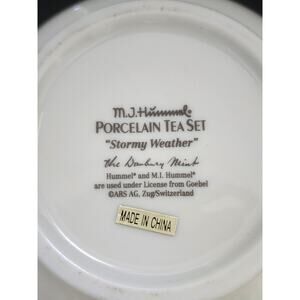 M.J. Hummel®
PORCELAIN TEA SET
"Stormy Weather"
The Danbury Mint
Hummel® and M.I. Hummel®
are used under License from Goebel
©ARS AG, Zug/Switzerland
MADE IN CHINA